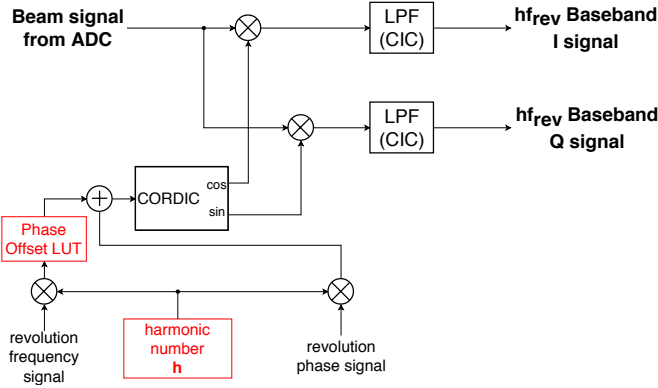 Beam signal
from ADC
LPF
(CIC)
hfrev Baseband
I signal
LPF
(CIC)
hfrev Baseband
Q signal
CORDIC
cos
sin
Phase
Offset LUT
revolution
frequency
signal
harmonic
number
h
revolution
phase signal